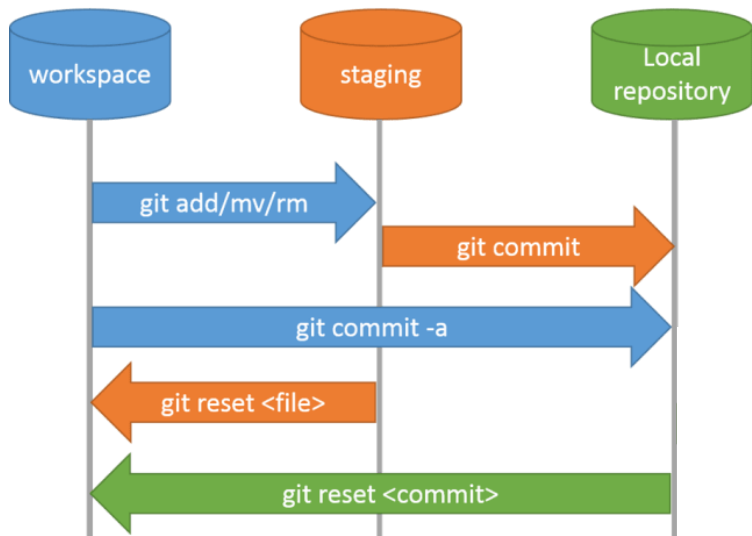 workspace
staging
Local
repository
git add/mv/rm
git commit
git commit -a
git reset <file>
git reset <commit>